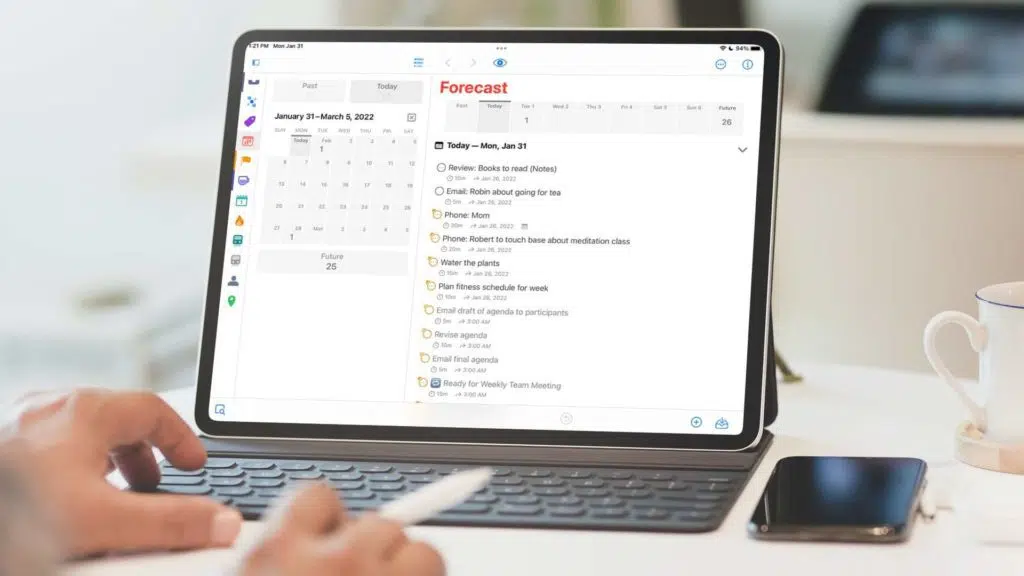 1:21 PM Mon Jan 31
94%
Past Today
January 31–March 5, 2022
SUN MON TUE WED THU FRI SAT
Today Feb 2 3 4 5
1
6 7 8 9 10 11 12
13 14 15 16 17 18 19
20 21 22 23 24 25 26
27 28 Mar 2 3 4 5
1
Future
25
Forecast
Past Today Tue 1 Wed 2 Thu 3 Fri 4 Sat 5 Sun 6 Future
1 26
Today — Mon, Jan 31
Review: Books to read (Notes)
10m Jan 26, 2022
Email: Robin about going for tea
5m Jan 26, 2022
Phone: Mom
30m Jan 26, 2022
Phone: Robert to touch base about meditation class
20m Jan 26, 2022
Water the plants
15m Jan 26, 2022
Plan fitness schedule for week
10m Jan 26, 2022
Email draft of agenda to participants
5m 3:00 AM
Revise agenda
10m 3:00 AM
Email final agenda
5m 3:00 AM
Ready for Weekly Team Meeting
15m 3:00 AM